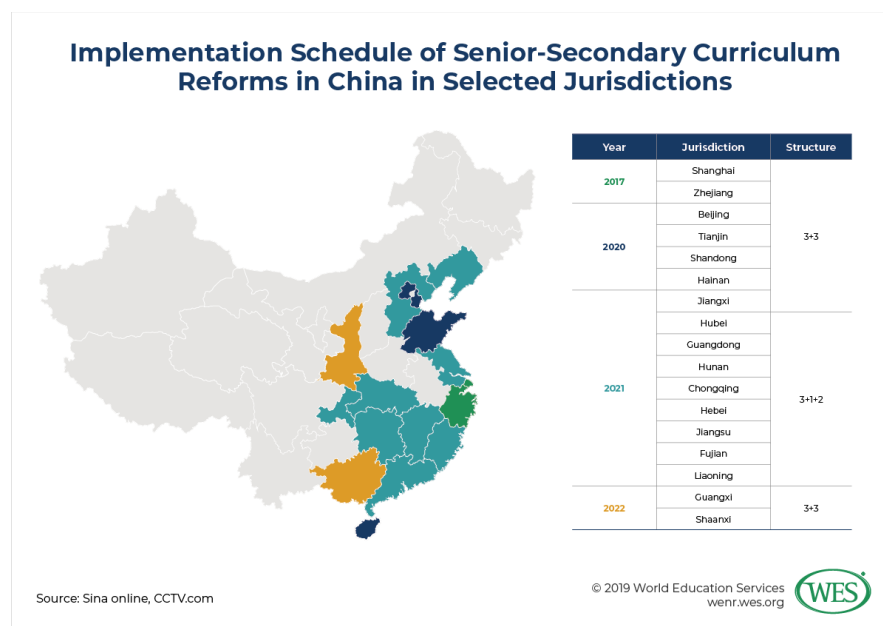 Implementation Schedule of Senior-Secondary Curriculum
Reforms in China in Selected Jurisdictions
Year Jurisdiction Structure
2017 Shanghai
Zhejiang
3+3
2020 Beijing
Tianjin
Shandong
Hainan
2021 Jiangxi
Hubei
Guangdong
Hunan
Chongqing
Hebei
Jiangsu
Fujian
Liaoning
3+1+2
2022 Guangxi
Shaanxi
3+3
Source: Sina online, CCTV.com
© 2019 World Education Services
wenr.wes.org
WES